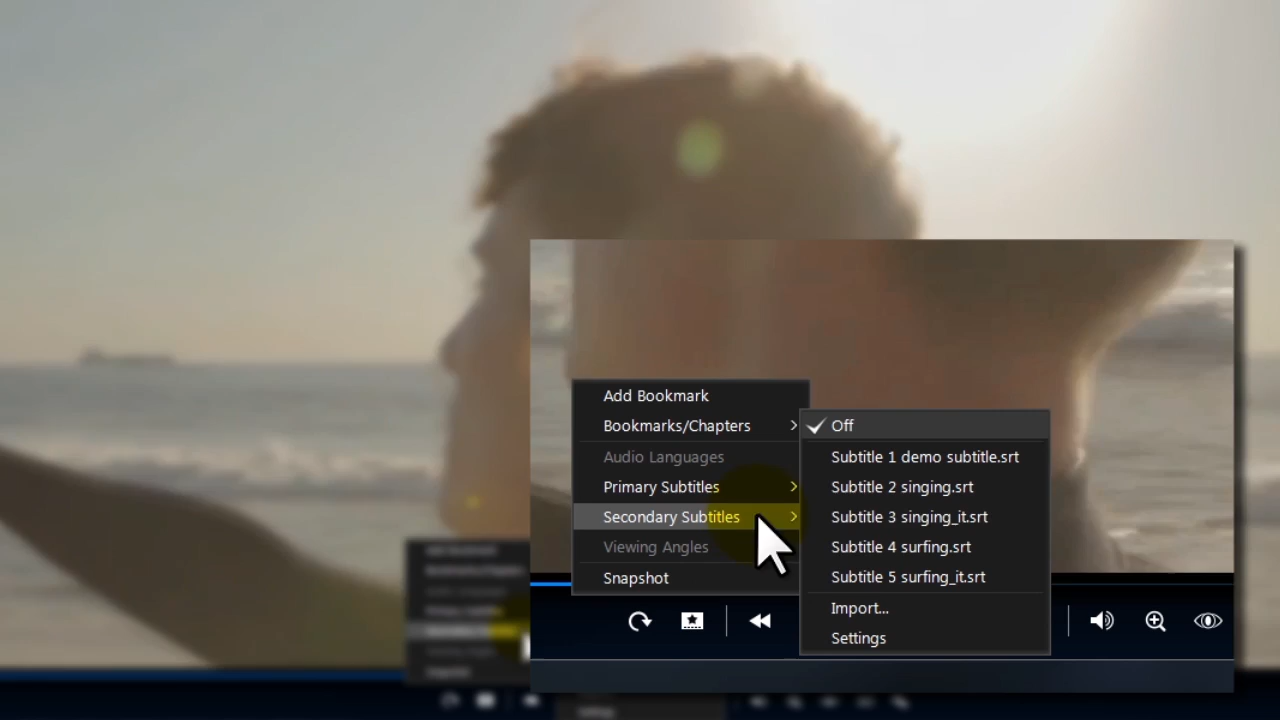 Add Bookmark
Bookmarks/Chapters
Audio Languages
Primary Subtitles
Secondary Subtitles
Viewing Angles
Snapshot
Off
Subtitle 1 demo subtitle.srt
Subtitle 2 singing.srt
Subtitle 3 singing_it.srt
Subtitle 4 surfing.srt
Subtitle 5 surfing_it.srt
Import...
Settings